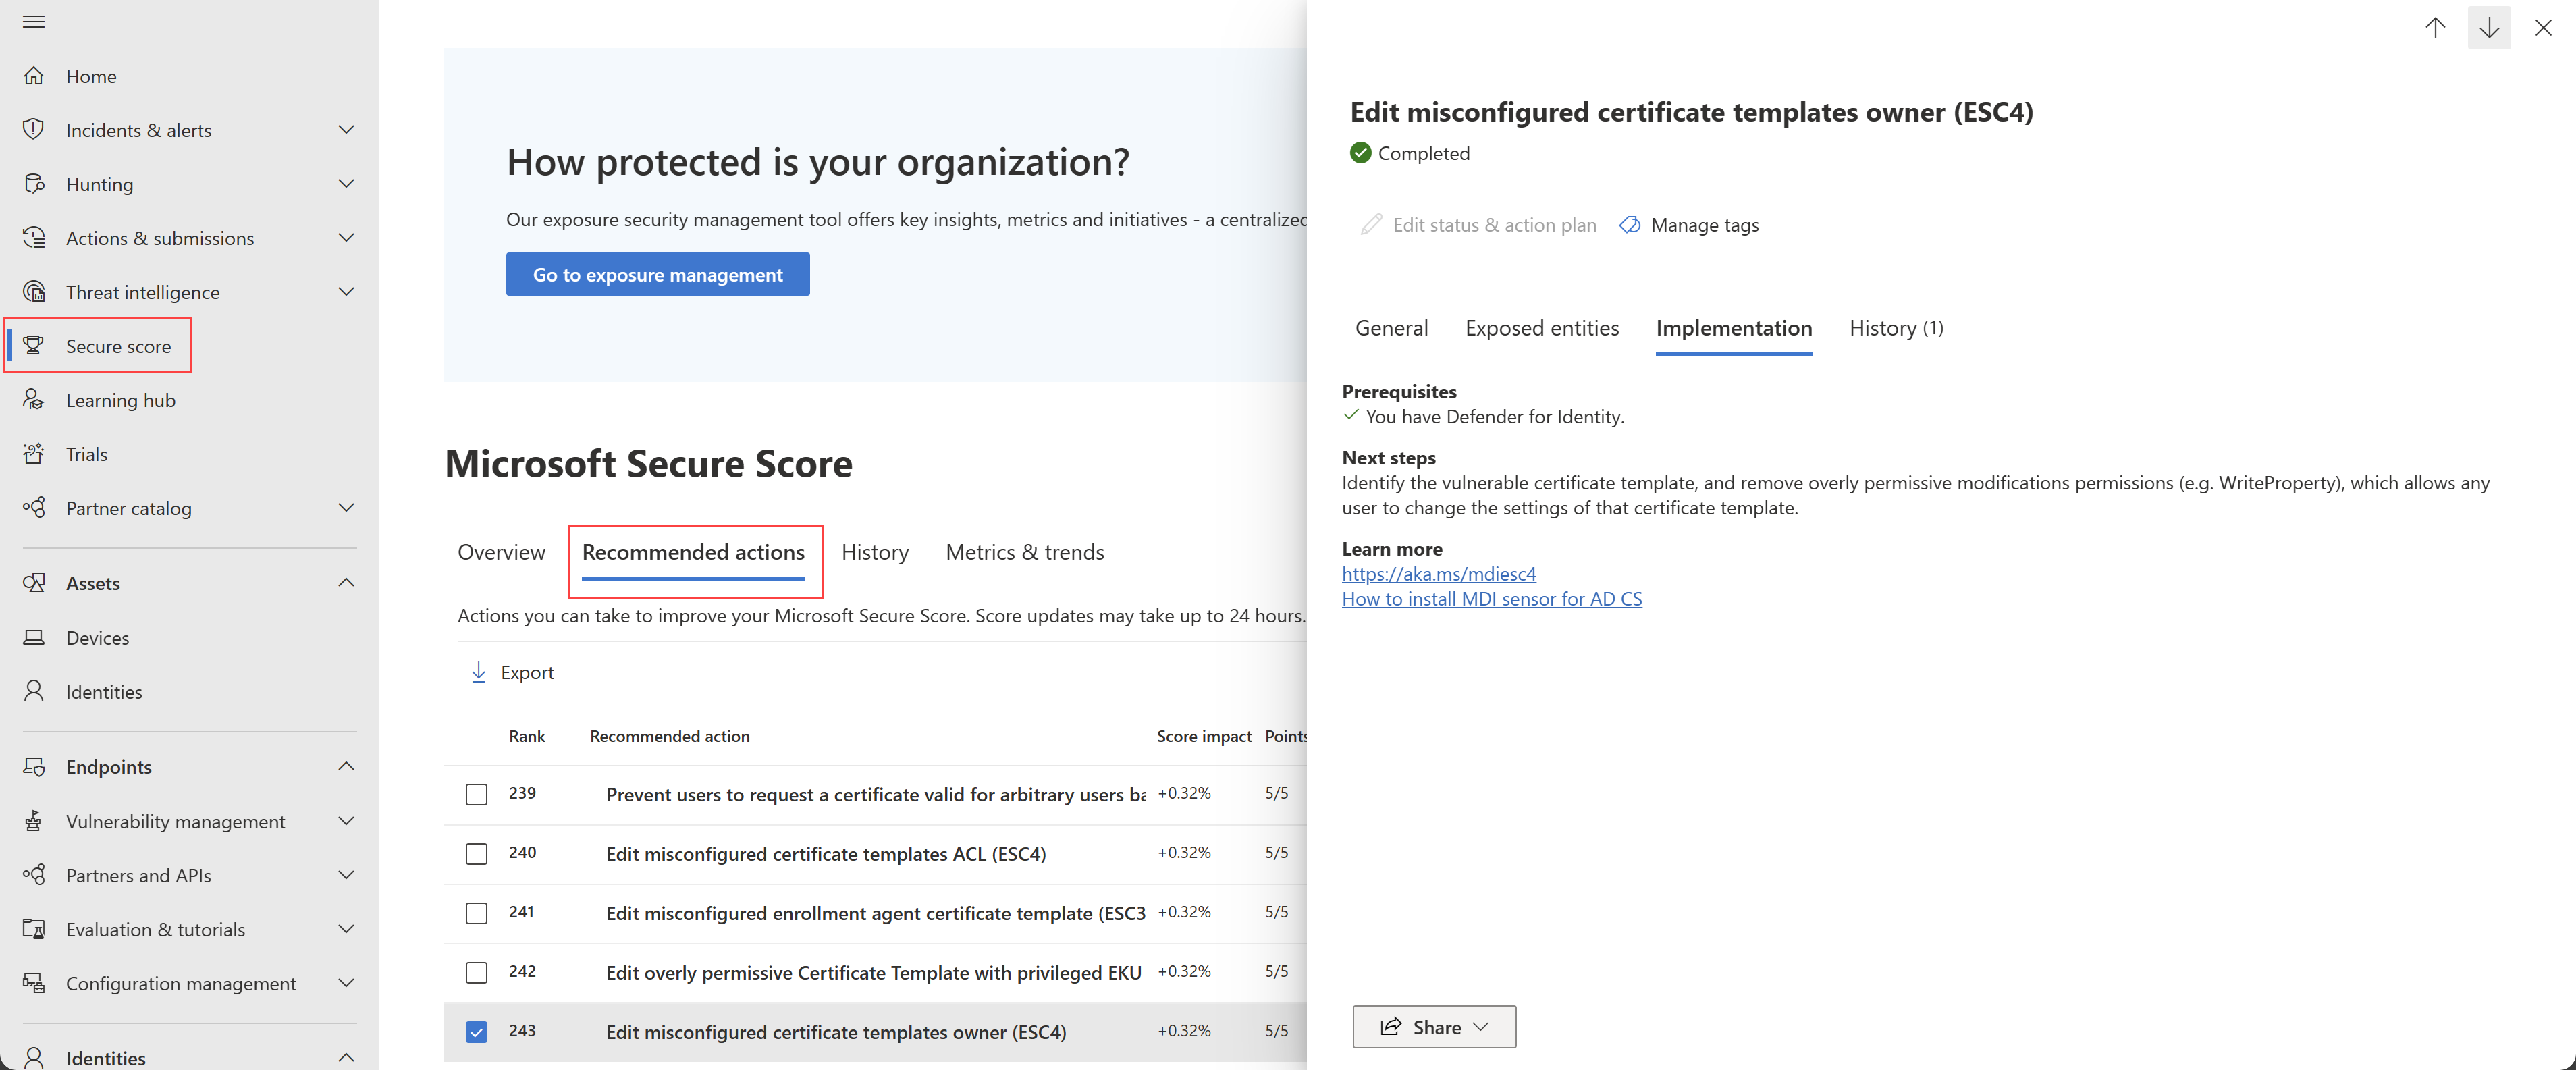 Home
Incidents & alerts
Hunting
Actions & submissions
Threat intelligence
Secure score
Learning hub
Trials
Partner catalog
Assets
Devices
Identities
Endpoints
Vulnerability management
Partners and APIs
Evaluation & tutorials
Configuration management
Identities
How protected is your organization?
Our exposure security management tool offers key insights, metrics and initiatives - a centralized
Go to exposure management
Microsoft Secure Score
Overview Recommended actions History Metrics & trends
Actions you can take to improve your Microsoft Secure Score. Score updates may take up to 24 hours.
Export
Rank Recommended action Score impact Points
239 Prevent users to request a certificate valid for arbitrary users ba +0.32% 5/5
240 Edit misconfigured certificate templates ACL (ESC4) +0.32% 5/5
241 Edit misconfigured enrollment agent certificate template (ESC3 +0.32% 5/5
242 Edit overly permissive Certificate Template with privileged EKU +0.32% 5/5
243 Edit misconfigured certificate templates owner (ESC4) +0.32% 5/5
Edit misconfigured certificate templates owner (ESC4)
Completed
Edit status & action plan Manage tags
General Exposed entities Implementation History (1)
Prerequisites
You have Defender for Identity.
Next steps
Identify the vulnerable certificate template, and remove overly permissive modifications permissions (e.g. WriteProperty), which allows any
user to change the settings of that certificate template.
Learn more
https://aka.ms/mdiesc4
How to install MDI sensor for AD CS
Share